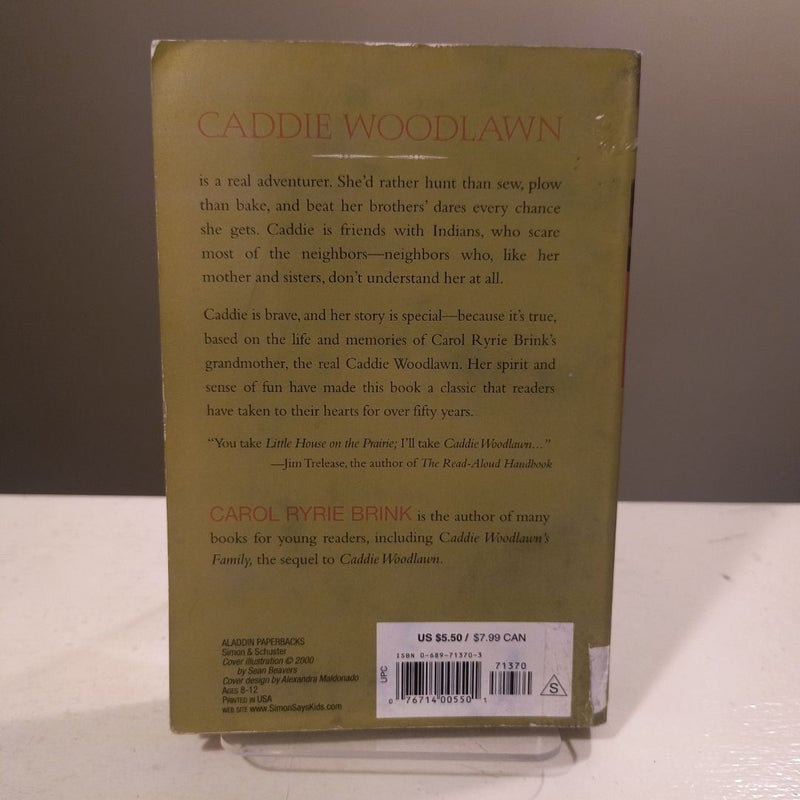 CADDIE WOODLAWN
is a real adventurer. She'd rather hunt than sew, plow
than bake, and beat her brothers' dares every chance
she gets. Caddie is friends with Indians, who scare
most of the neighbors—neighbors who, like her
mother and sisters, don't understand her at all.
Caddie is brave, and her story is special—because it's true,
based on the life and memories of Carol Ryrie Brink's
grandmother, the real Caddie Woodlawn. Her spirit and
sense of fun have made this book a classic that readers
have taken to their hearts for over fifty years.
"You take Little House on the Prairie; I'll take Caddie Woodlawn..."
—Jim Trelease, the author of The Read-Aloud Handbook
CAROL RYRIE BRINK is the author of many
books for young readers, including Caddie Woodlawn's
Family, the sequel to Caddie Woodlawn.
ALADDIN PAPERBACKS
Simon & Schuster
Cover illustration © 2000
by Sean Beavers
Cover design by Alexandra Maldonado
AGES 8-12
PRINTED IN USA
WEB SITE www.SimonSaysKids.com
US $5.50 / $7.99 CAN
ISBN 0-689-71370-3
71370
UPC
S
0 76714 00550 1